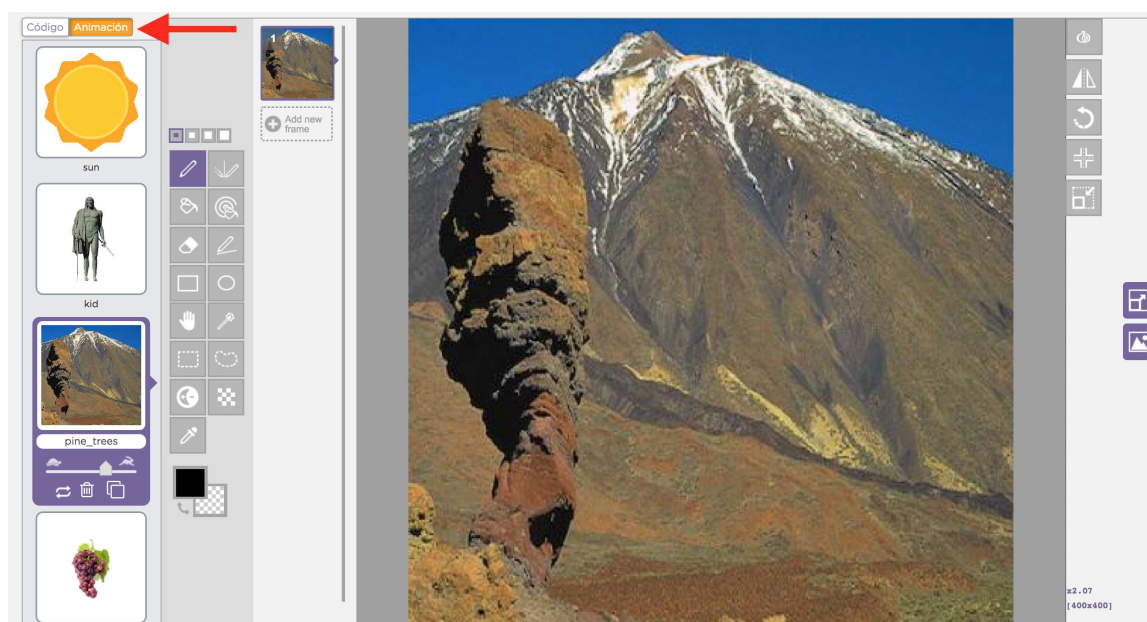 Código Animación
sun
kid
pine_trees
1
Add new
frame
x2.07
[400x400]